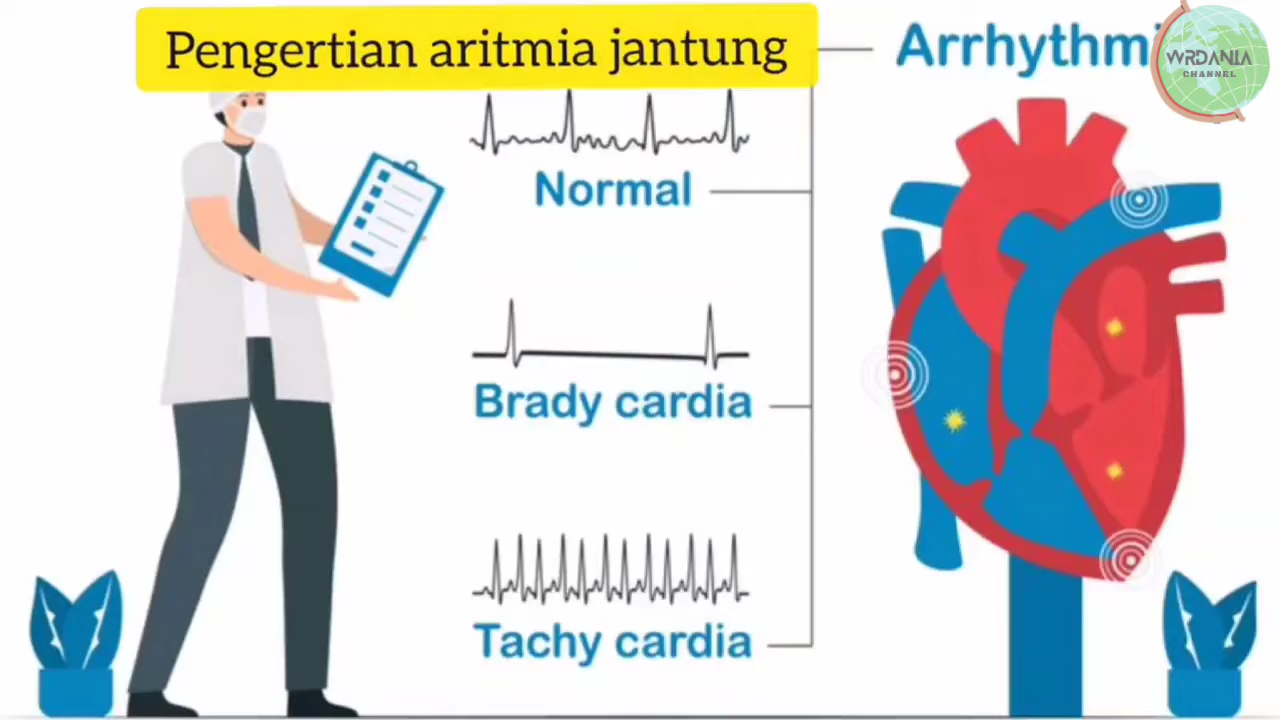 Pengertian aritmia jantung
Arrhythmi
WRDANIA
CHANNEL
Normal
Brady cardia
Tachy cardia